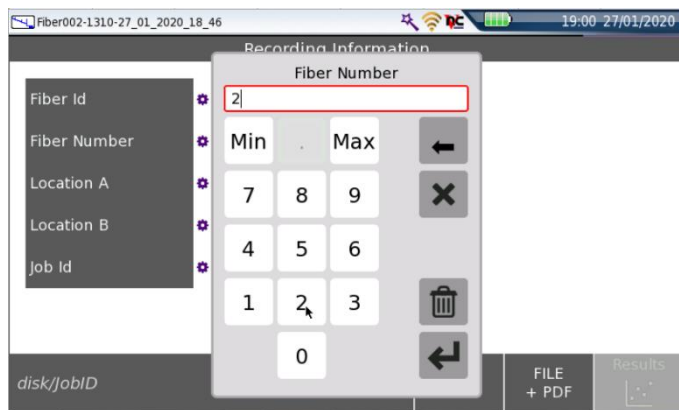 Fiber002-1310-27_01_2020_18_46
19:00 27/01/2020
Recording Information
Fiber Number
Fiber Id
2
Fiber Number
Min . Max
Location A
7 8 9
Location B
4 5 6
Job Id
1 2 3
0
disk/JobID
FILE
+ PDF
Results